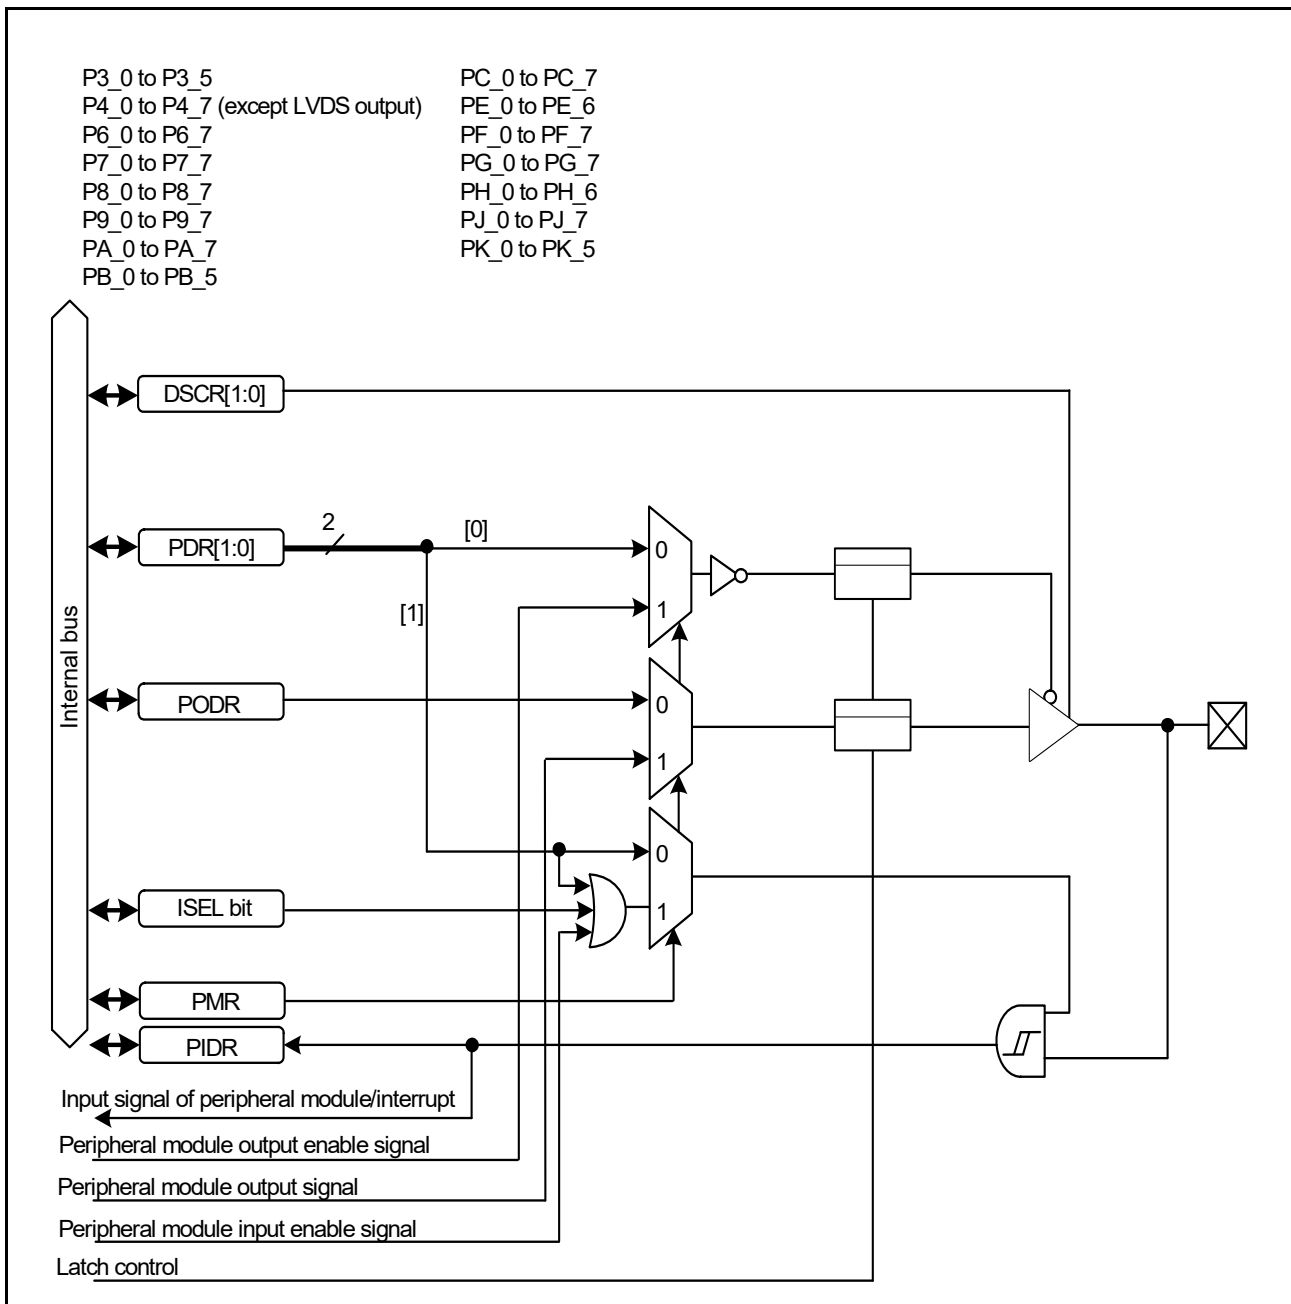 P3_0 to P3_5
P4_0 to P4_7 (except LVDS output)
P6_0 to P6_7
P7_0 to P7_7
P8_0 to P8_7
P9_0 to P9_7
PA_0 to PA_7
PB_0 to PB_5
PC_0 to PC_7
PE_0 to PE_6
PF_0 to PF_7
PG_0 to PG_7
PH_0 to PH_6
PJ_0 to PJ_7
PK_0 to PK_5
Internal bus
DSCR[1:0]
PDR[1:0]
2
[0]
[1]
0
1
PODR
0
1
0
1
ISEL bit
PMR
PIDR
Input signal of peripheral module/interrupt
Peripheral module output enable signal
Peripheral module output signal
Peripheral module input enable signal
Latch control